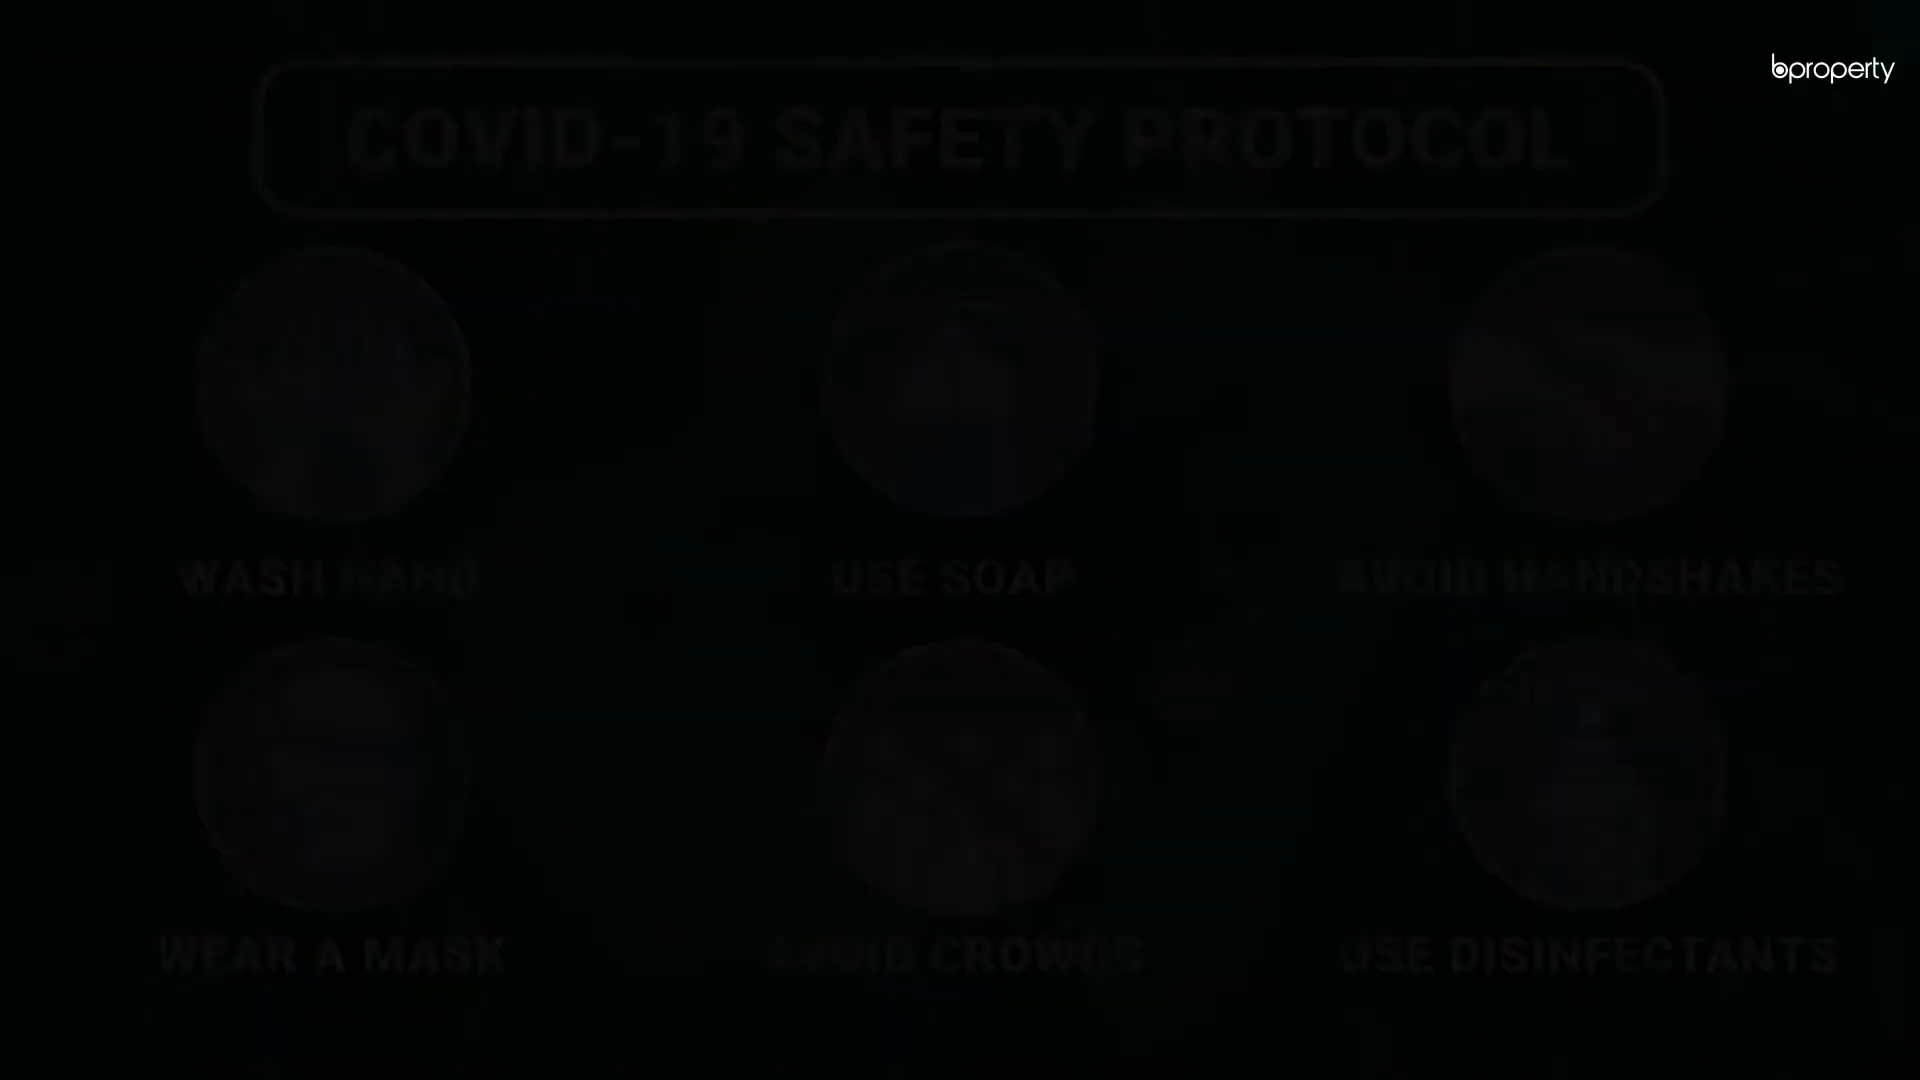 bproperty
COVID-19 SAFETY PROTOCOL
WASH HAND
USE SOAP
AVOID HANDSHAKES
WEAR A MASK
AVOID CROWDS
USE DISINFECTANTS